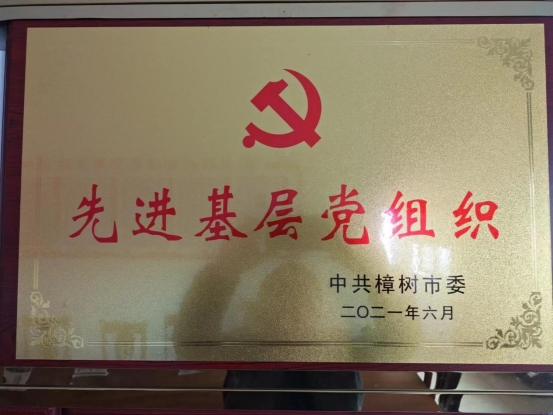 先进基层党组织
中共樟树市委
二〇二一年六月